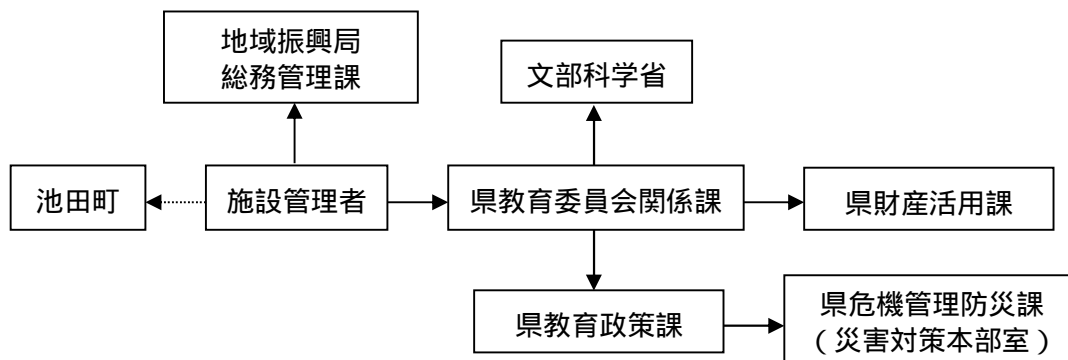 地域振興局
総務管理課
文部科学省
池田町
施設管理者
県教育委員会関係課
県財産活用課
県教育政策課
県危機管理防災課
（災害対策本部室）